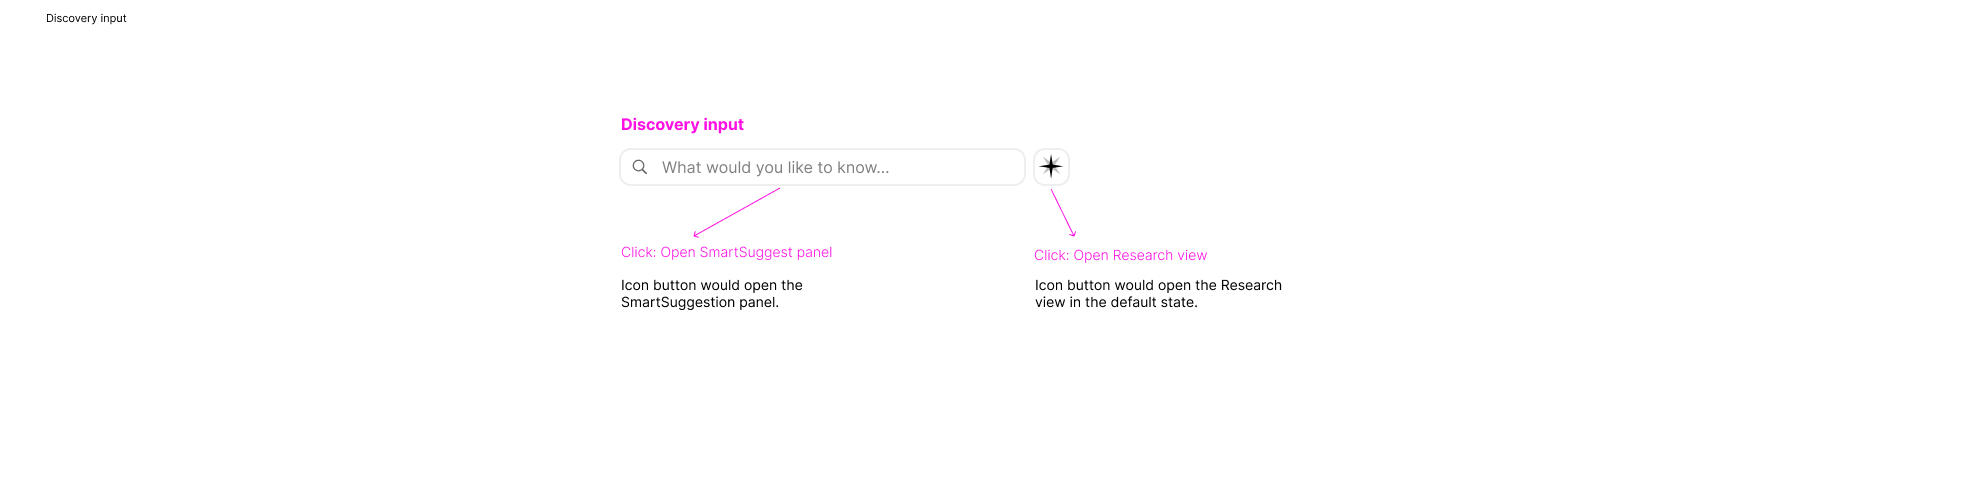 Discovery input
Discovery input
What would you like to know...
Click: Open SmartSuggest panel
Icon button would open the
SmartSuggestion panel.
Click: Open Research view
Icon button would open the Research
view in the default state.